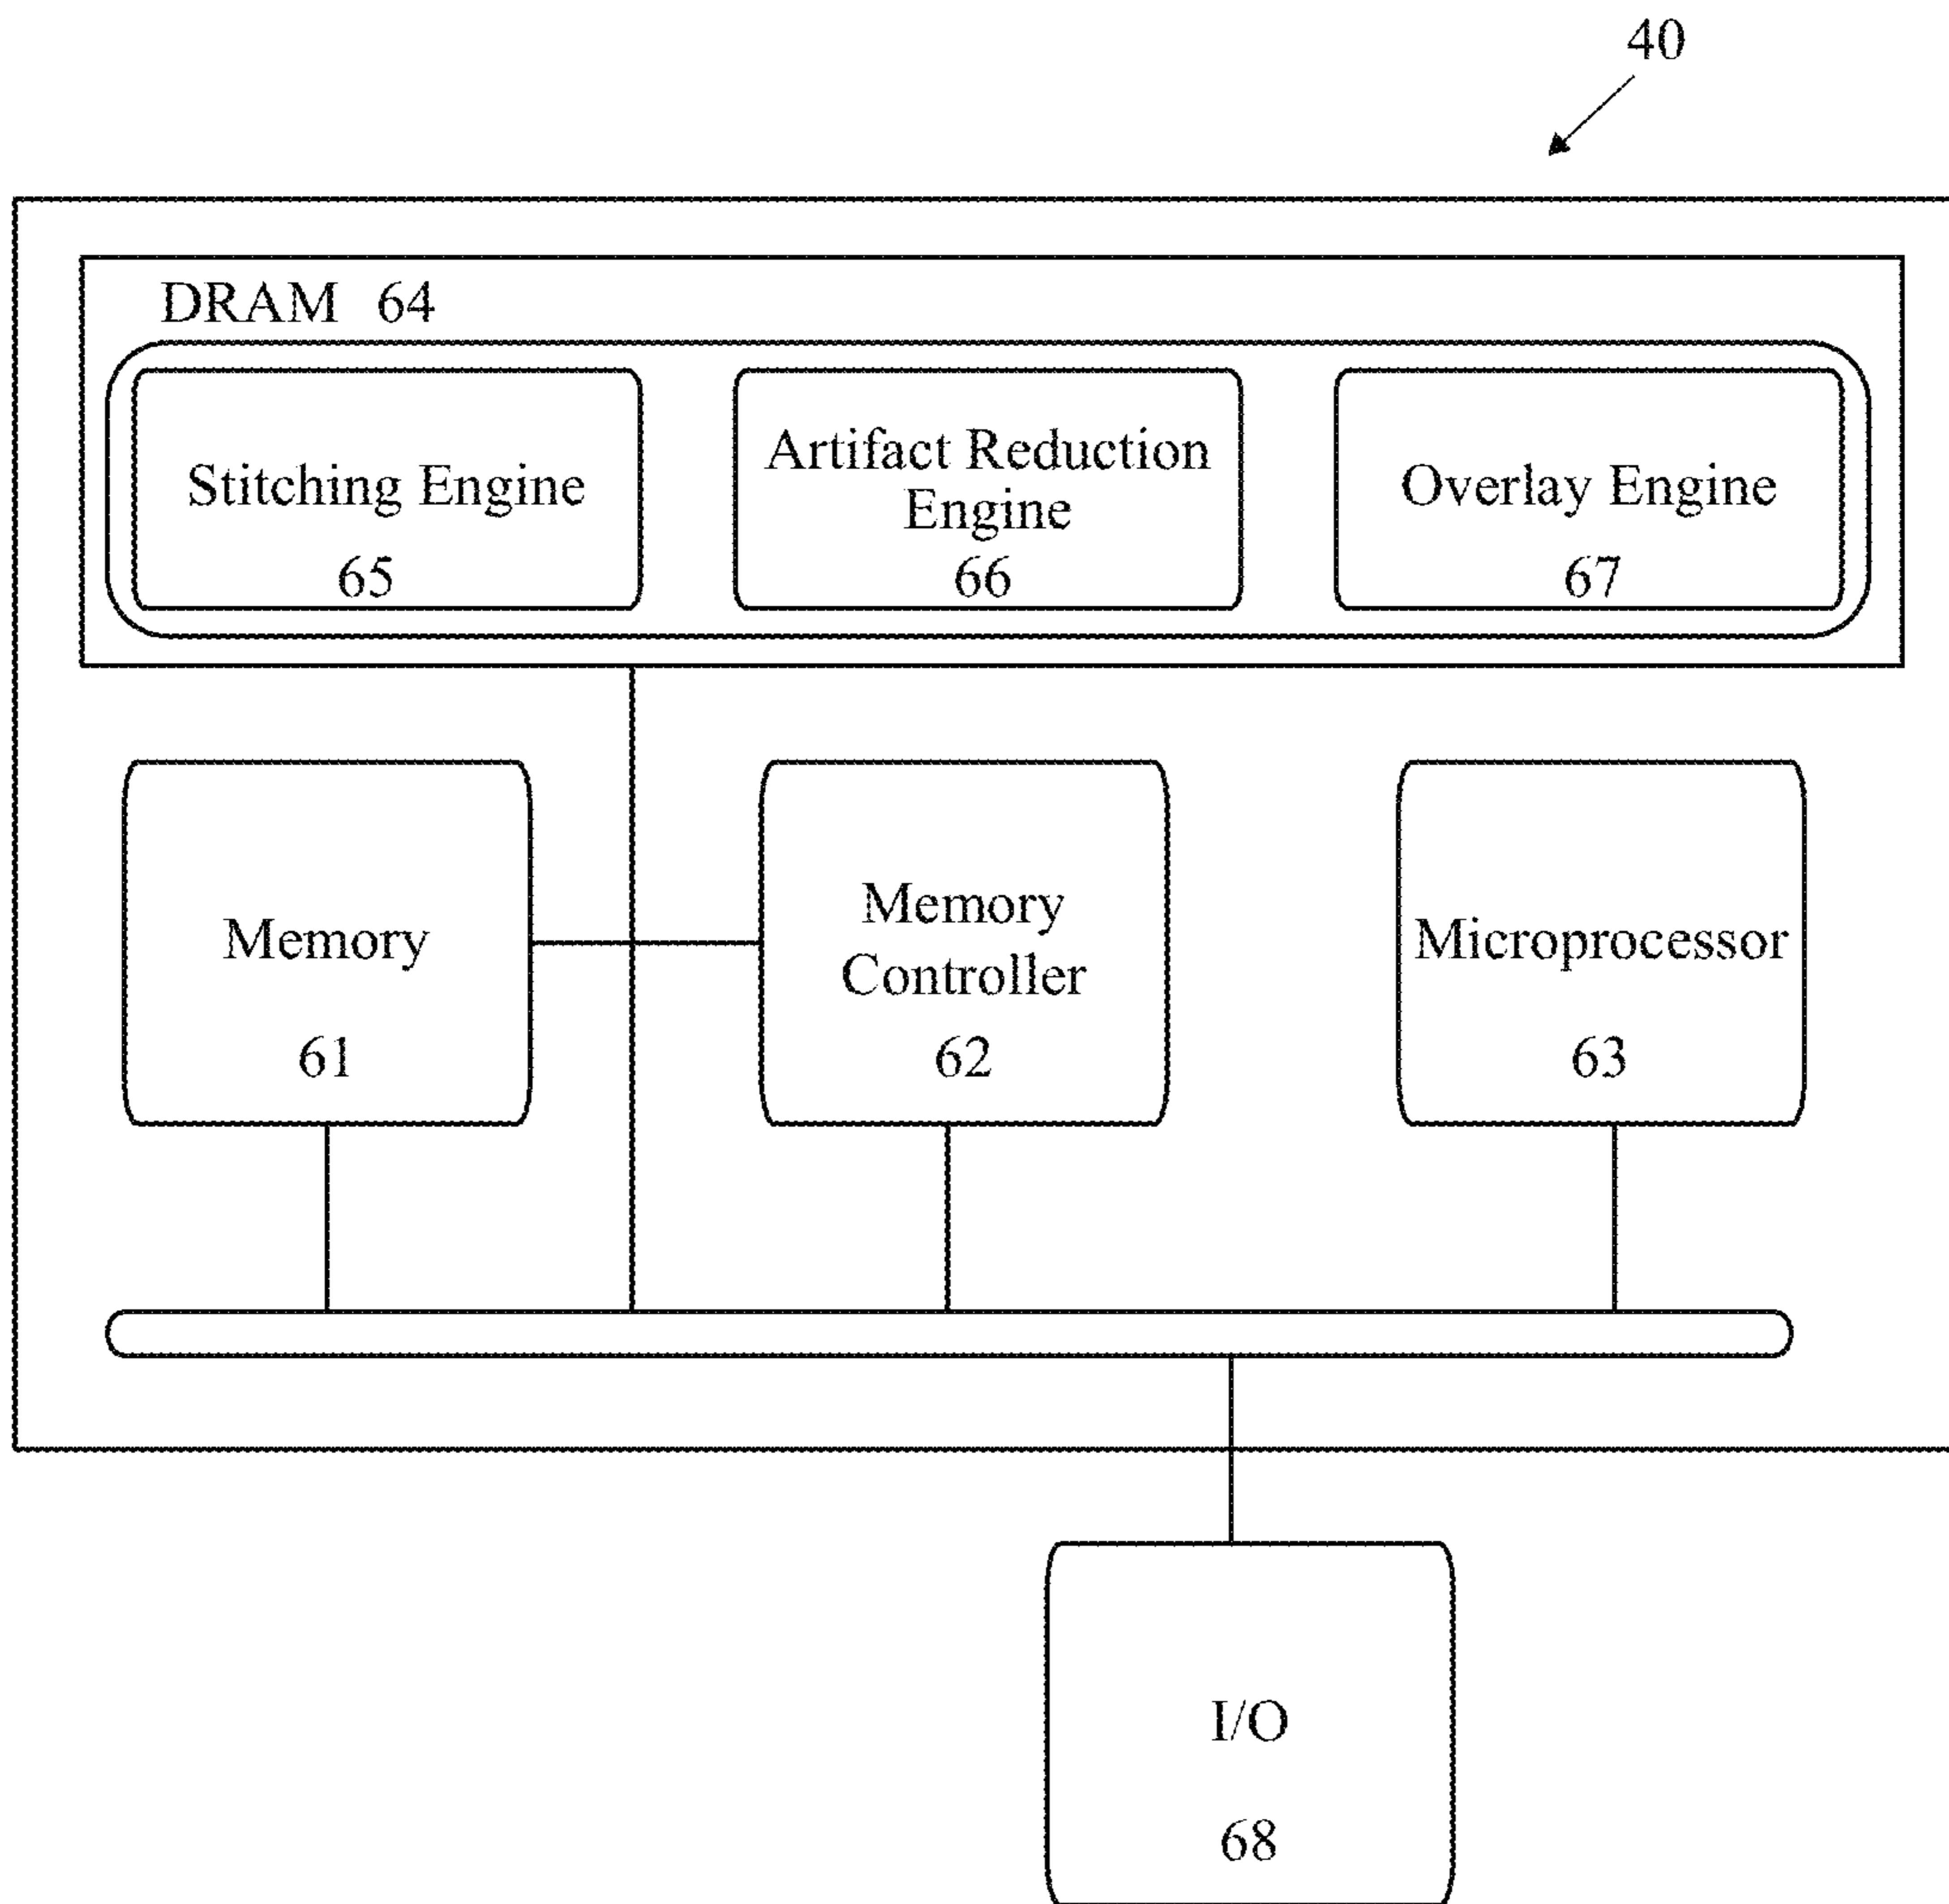 40
DRAM 64
Stitching Engine
65
Artifact Reduction
Engine
66
Overlay Engine
67
Memory
61
Memory
Controller
62
Microprocessor
63
I/O
68